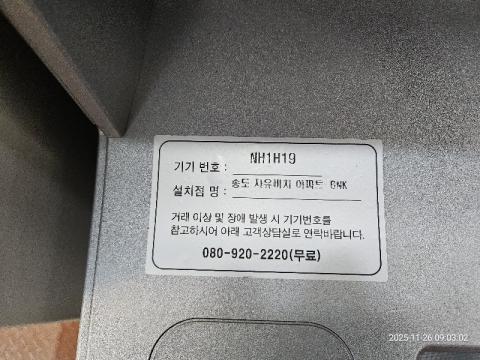 기기 번호 : NH1H19
설치점 명 : 송도 자유비치 아파트 BNK
거래 이상 및 장애 발생 시 기기번호를
참고하시어 아래 고객상담실로 연락바랍니다.
080-920-2220(무료)
2025-11-26 09:03:02